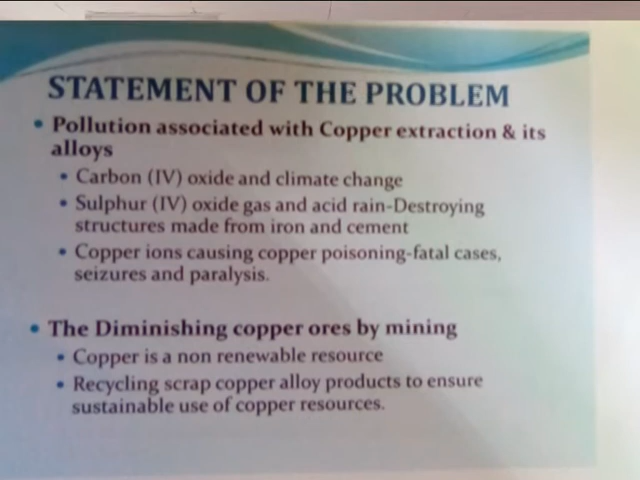 STATEMENT OF THE PROBLEM
• Pollution associated with Copper extraction & its
alloys
• Carbon (IV) oxide and climate change
• Sulphur (IV) oxide gas and acid rain-Destroying
structures made from iron and cement
• Copper ions causing copper poisoning-fatal cases,
seizures and paralysis.
• The Diminishing copper ores by mining
• Copper is a non renewable resource
• Recycling scrap copper alloy products to ensure
sustainable use of copper resources.